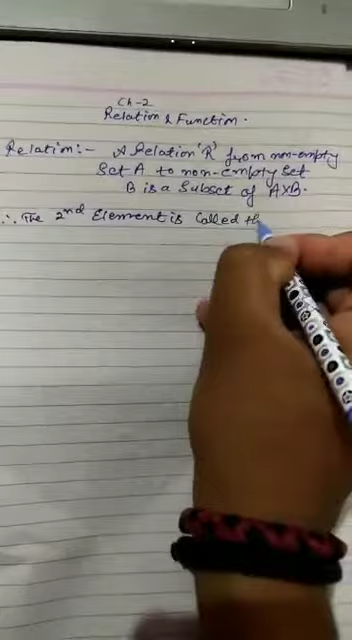 Ch-2
Relation & Function.
Relation:- A Relation 'R' from non-empty
Set A to non-empty Set
B is a Subset of A×B.
∴ The 2nd Element is Called th